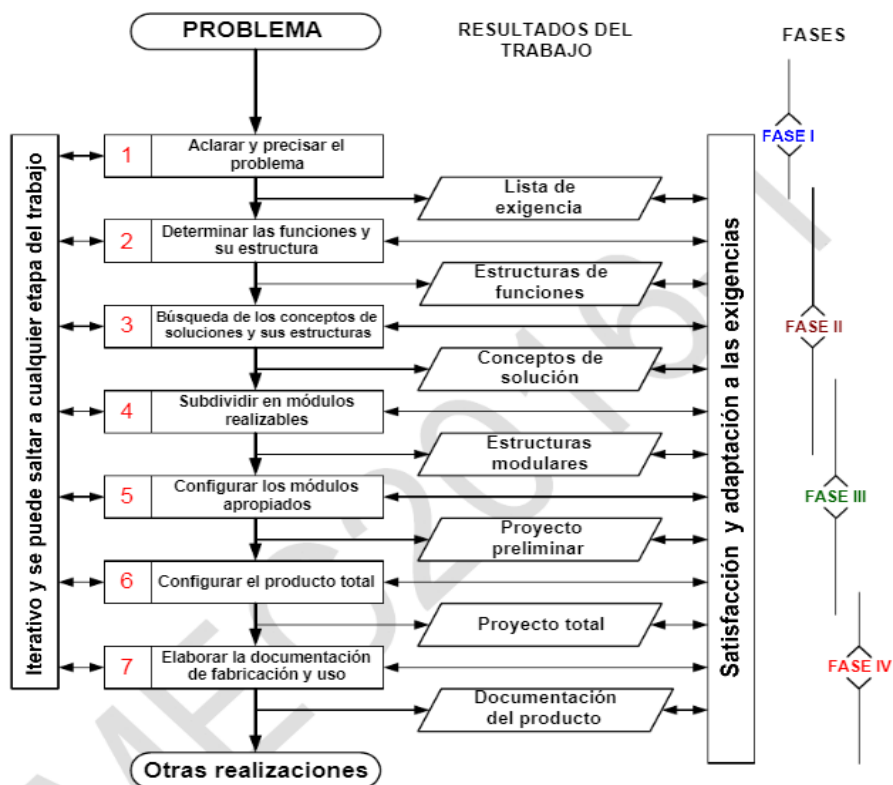 PROBLEMA
RESULTADOS DEL
TRABAJO
FASES
Iterativo y se puede saltar a cualquier etapa del trabajo
1
Aclarar y precisar el
problema
Lista de
exigencia
2
Determinar las funciones y
su estructura
Estructuras de
funciones
3
Búsqueda de los conceptos de
soluciones y sus estructuras
Conceptos de
solución
4
Subdividir en módulos
realizables
Estructuras
modulares
5
Configurar los módulos
apropiados
Proyecto
preliminar
6
Configurar el producto total
Proyecto total
7
Elaborar la documentación
de fabricación y uso
Documentación
del producto
Otras realizaciones
Satisfacción y adaptación a las exigencias
FASE I
FASE II
FASE III
FASE IV
MEC2016-1